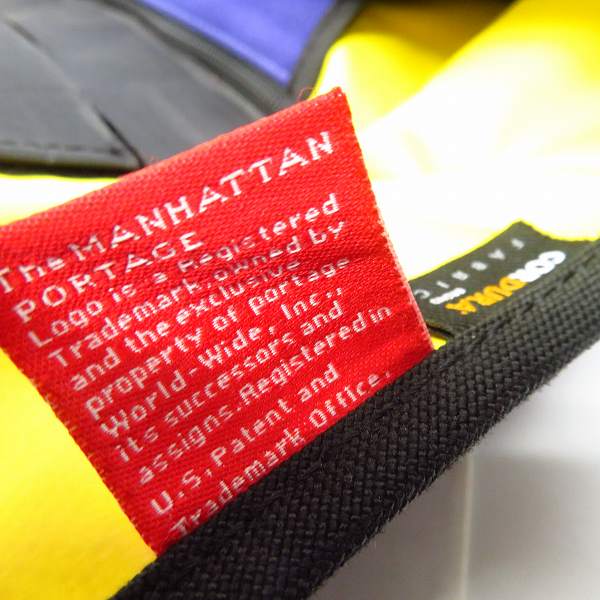 The MANHATTAN
PORTAGE
Logo is a Registered
Trademark,owned by
and the exclusive
property of Portage
World-Wide, Inc.,
its successors and
assigns.Registered in
U.S.Patent and
Trademark Office.
CORDURA
FABRIC